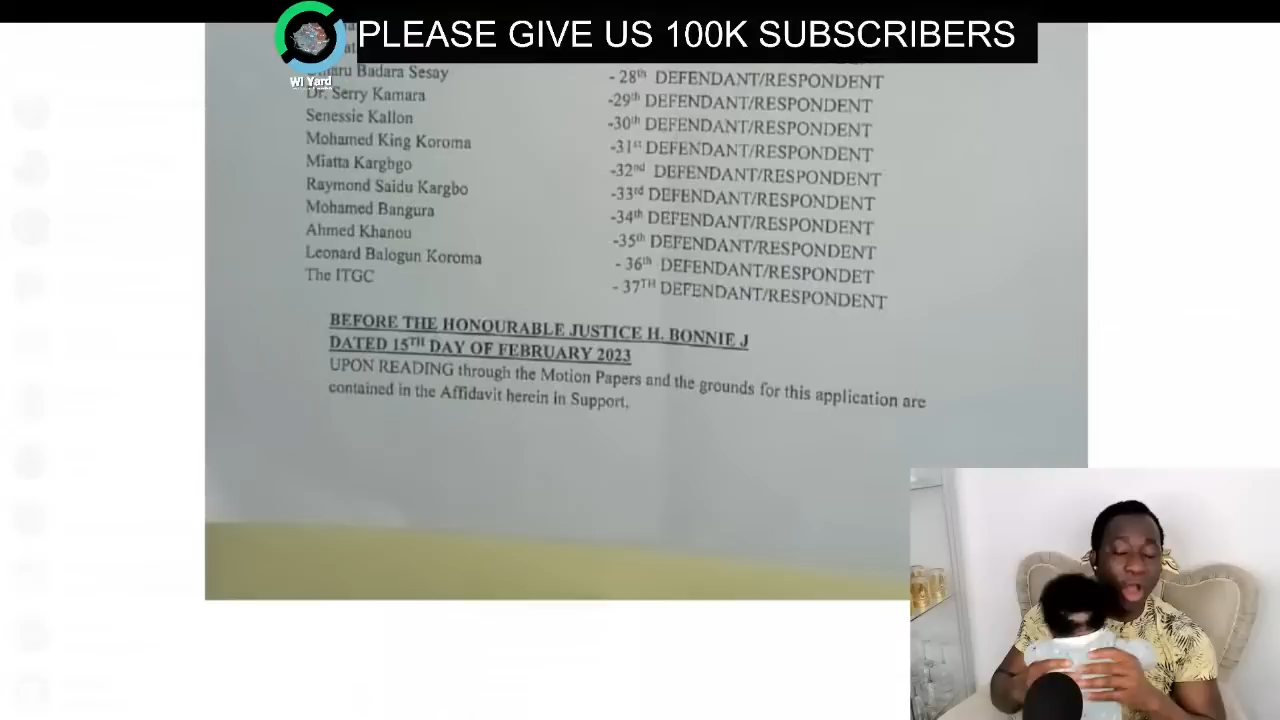 PLEASE GIVE US 100K SUBSCRIBERS
Wi Yard
Badara Sesay - 28th DEFENDANT/RESPONDENT
Dr. Serry Kamara -29th DEFENDANT/RESPONDENT
Senessie Kallon -30th DEFENDANT/RESPONDENT
Mohamed King Koroma -31st DEFENDANT/RESPONDENT
Miatta Kargbgo -32nd DEFENDANT/RESPONDENT
Raymond Saidu Kargbo -33rd DEFENDANT/RESPONDENT
Mohamed Bangura -34th DEFENDANT/RESPONDENT
Ahmed Khanou -35th DEFENDANT/RESPONDENT
Leonard Balogun Koroma - 36th DEFENDANT/RESPONDET
The ITGC - 37TH DEFENDANT/RESPONDENT
BEFORE THE HONOURABLE JUSTICE H. BONNIE J
DATED 15TH DAY OF FEBRUARY 2023
UPON READING through the Motion Papers and the grounds for this application are
contained in the Affidavit herein in Support.